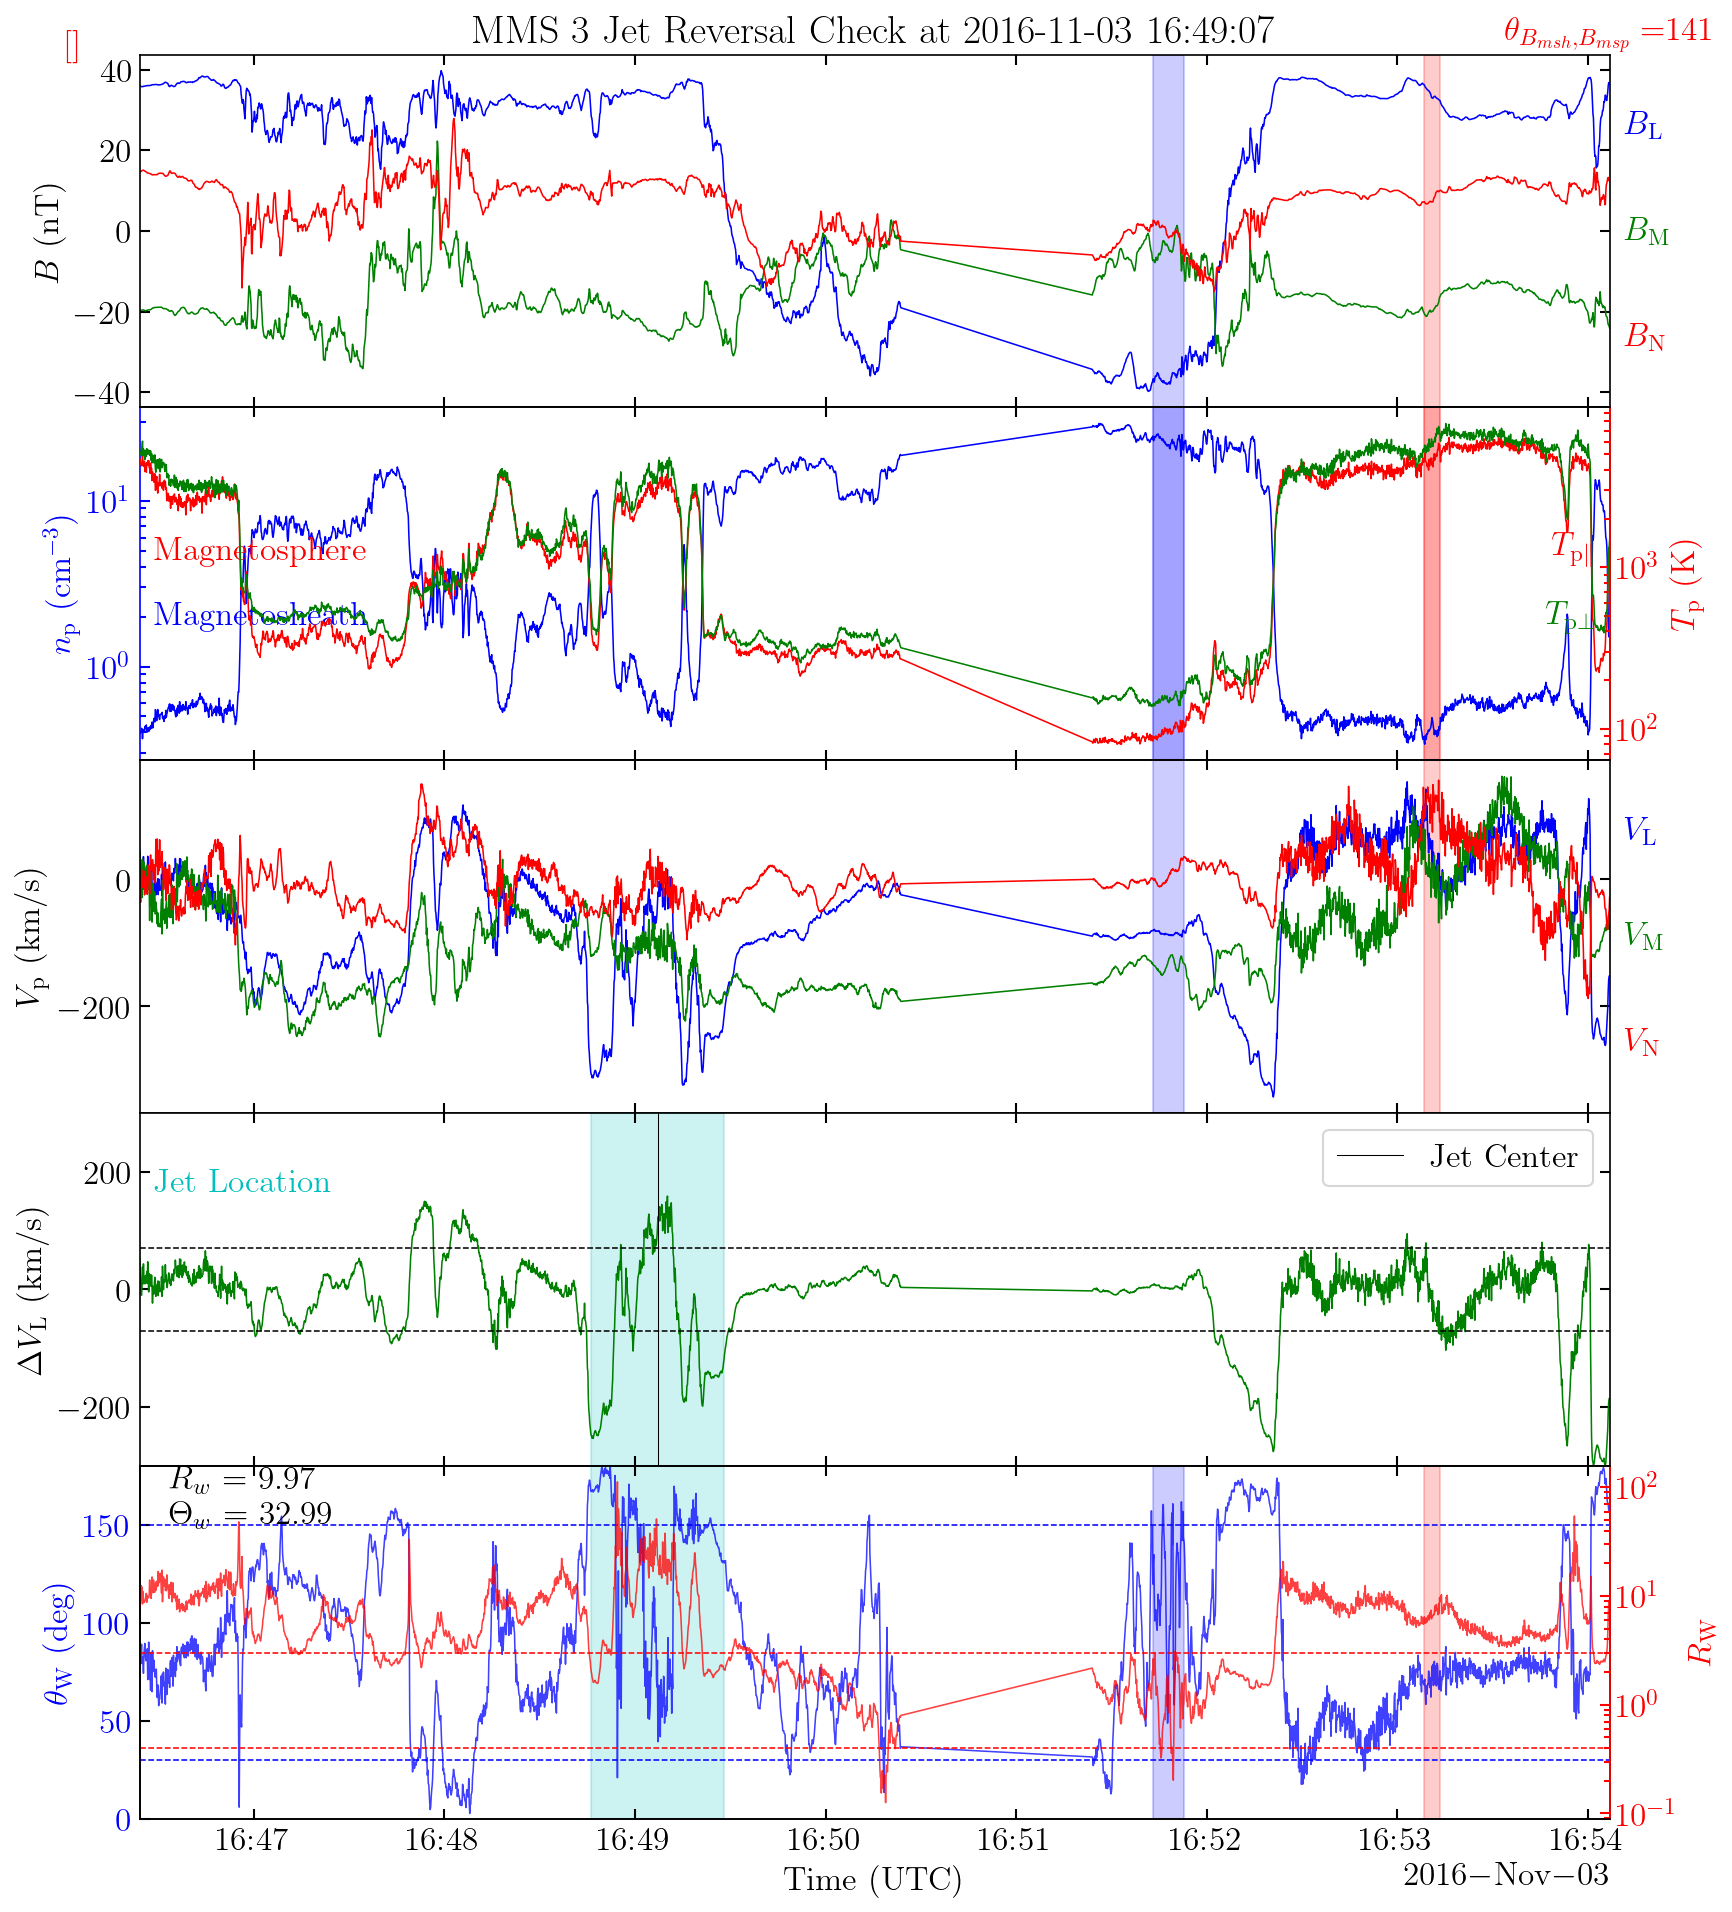 MMS 3 Jet Reversal Check at 2016-11-03 16:49:07
θ_{B_{msh},B_{msp}} =141
[]
40
20
0
−20
−40
B (nT)
B_L
B_M
B_N
10^1
10^0
n_p (cm^{−3})
Magnetosphere
Magnetosheath
T_{p∥}
T_{p⊥}
10^3
10^2
T_p (K)
0
−200
V_p (km/s)
V_L
V_M
V_N
200
0
−200
ΔV_L (km/s)
Jet Location
Jet Center
R_w = 9.97
Θ_w = 32.99
150
100
50
0
θ_W (deg)
10^2
10^1
10^0
10^{−1}
R_W
16:47 16:48 16:49 16:50 16:51 16:52 16:53 16:54
Time (UTC)
2016−Nov−03